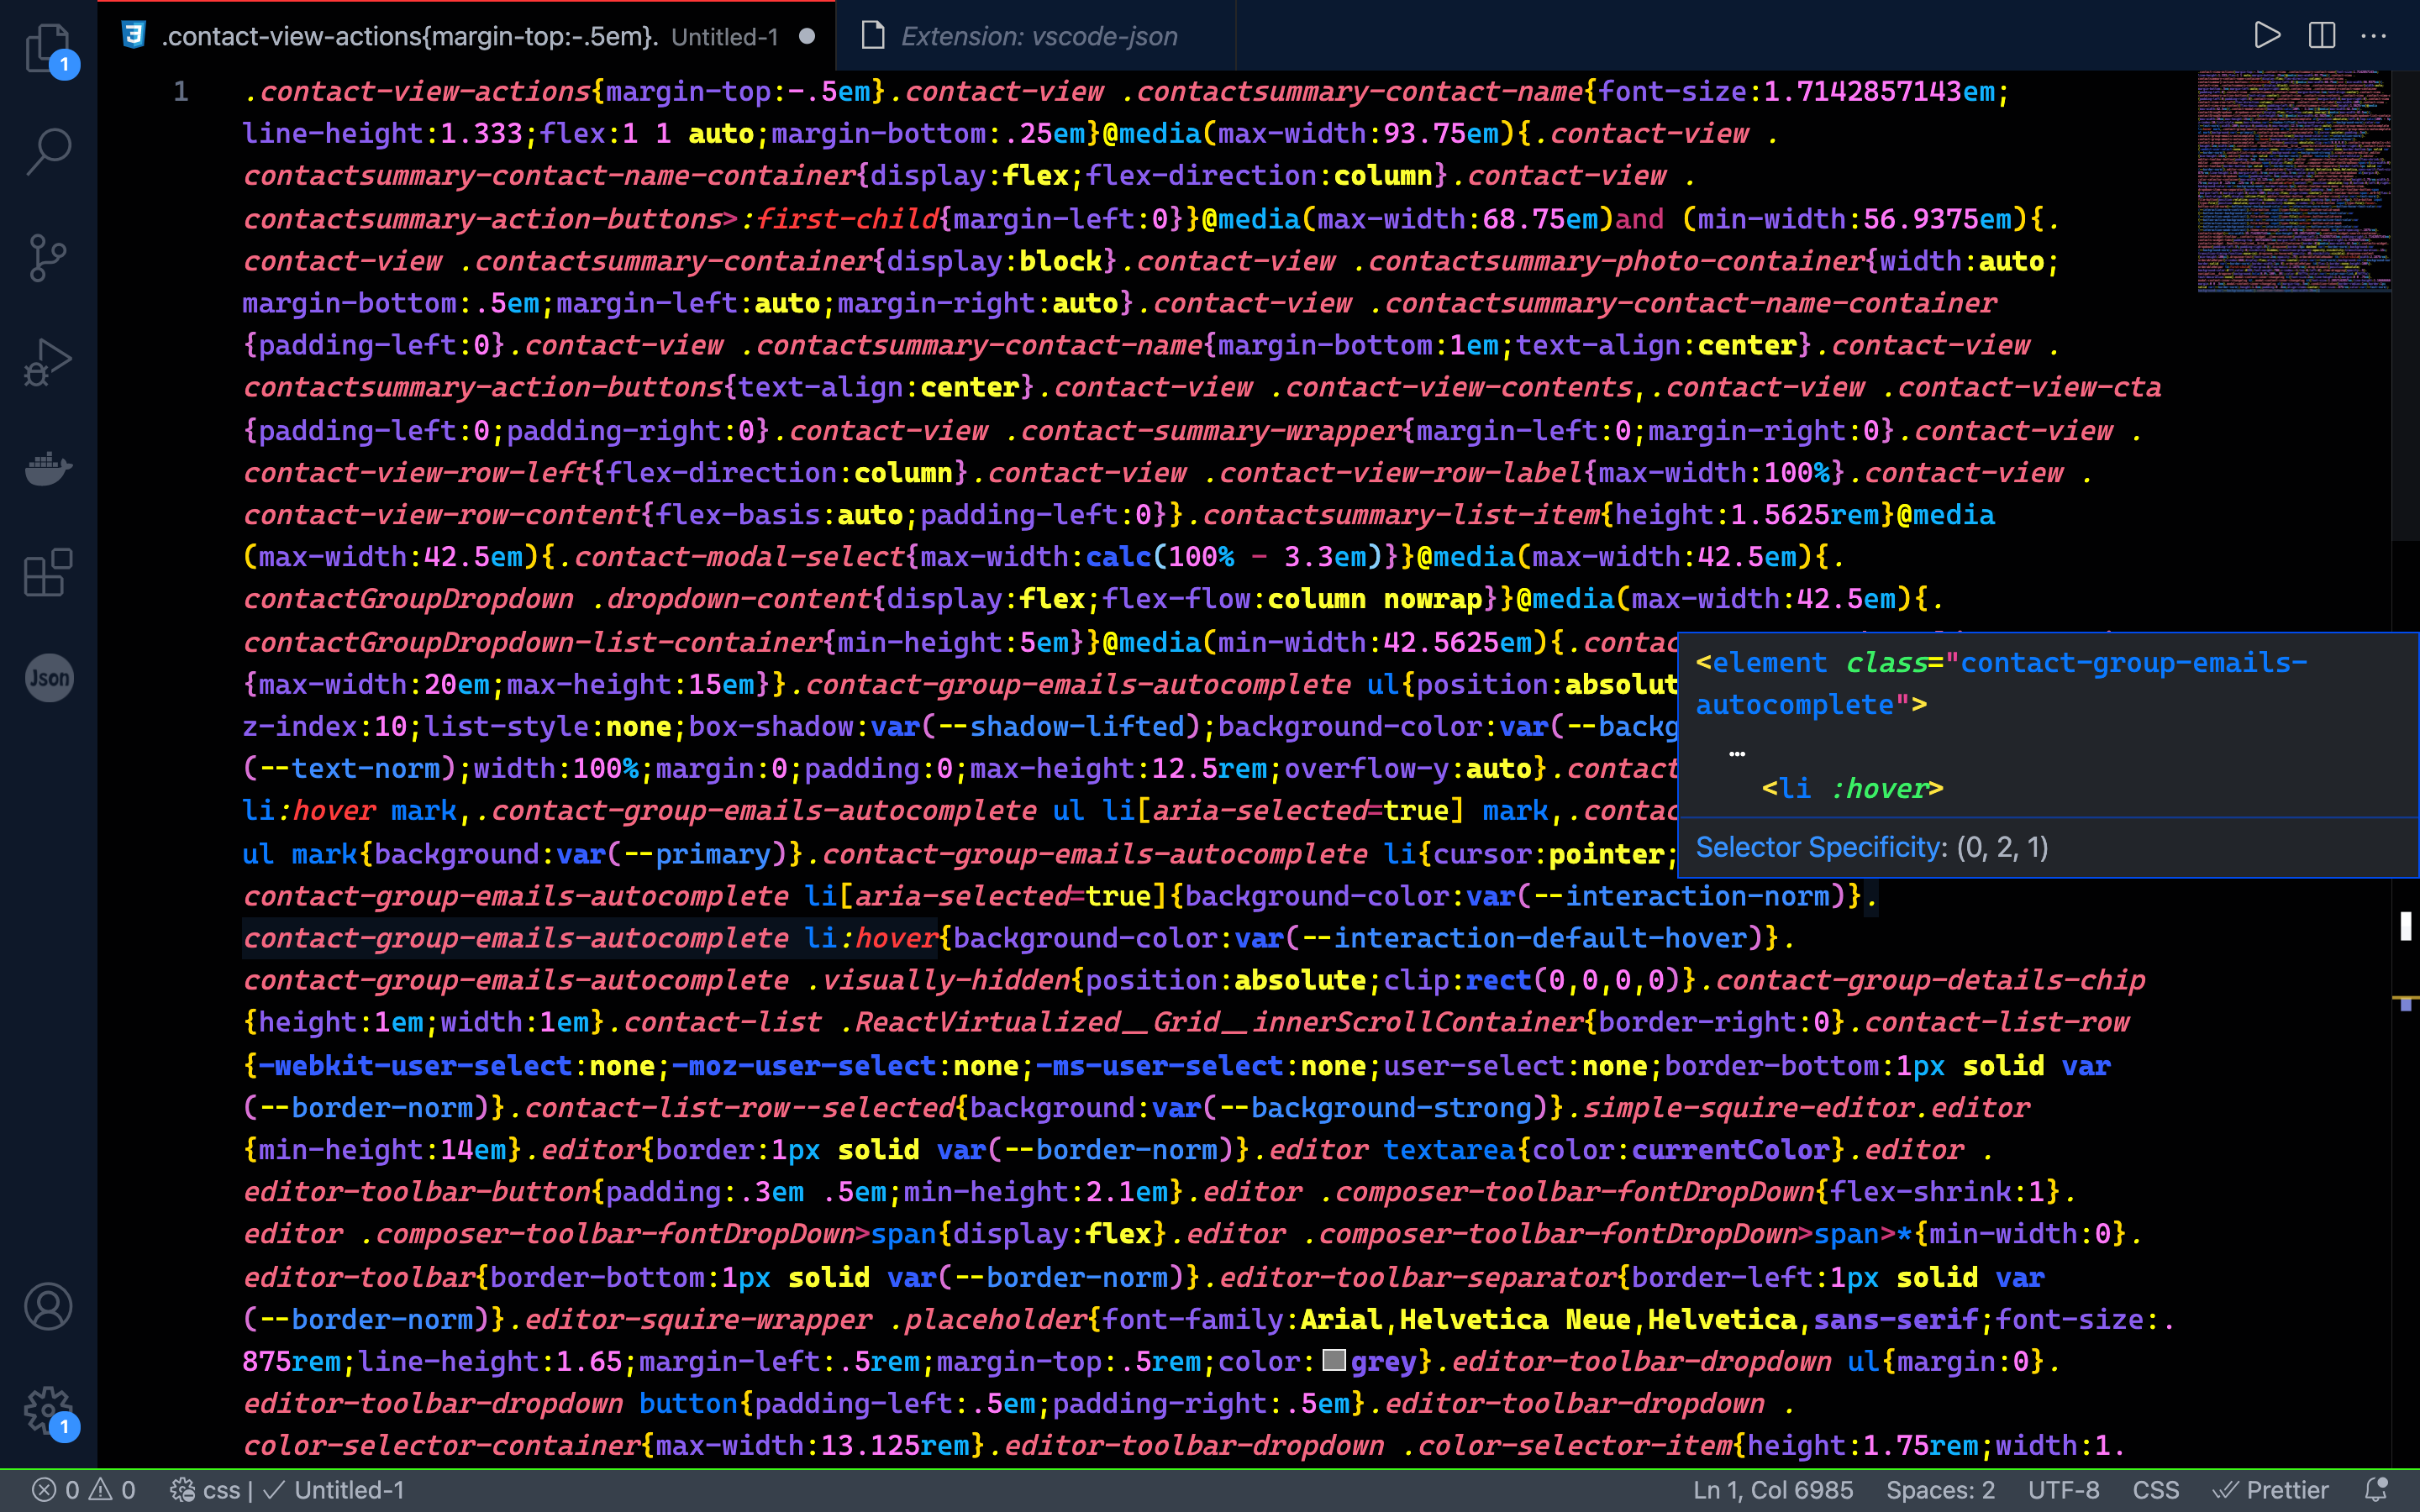 .contact-view-actions{margin-top:-.5em}. Untitled-1
Extension: vscode-json
1
1 .contact-view-actions{margin-top:-.5em}.contact-view .contactsummary-contact-name{font-size:1.7142857143em;
line-height:1.333;flex:1 1 auto;margin-bottom:.25em}@media(max-width:93.75em){.contact-view .
contactsummary-contact-name-container{display:flex;flex-direction:column}.contact-view .
contactsummary-action-buttons>:first-child{margin-left:0}}@media(max-width:68.75em)and (min-width:56.9375em){.
contact-view .contactsummary-container{display:block}.contact-view .contactsummary-photo-container{width:auto;
margin-bottom:.5em;margin-left:auto;margin-right:auto}.contact-view .contactsummary-contact-name-container
{padding-left:0}.contact-view .contactsummary-contact-name{margin-bottom:1em;text-align:center}.contact-view .
contactsummary-action-buttons{text-align:center}.contact-view .contact-view-contents,.contact-view .contact-view-cta
{padding-left:0;padding-right:0}.contact-view .contact-summary-wrapper{margin-left:0;margin-right:0}.contact-view .
contact-view-row-left{flex-direction:column}.contact-view .contact-view-row-label{max-width:100%}.contact-view .
contact-view-row-content{flex-basis:auto;padding-left:0}}.contactsummary-list-item{height:1.5625rem}@media
(max-width:42.5em){.contact-modal-select{max-width:calc(100% - 3.3em)}}@media(max-width:42.5em){.
contactGroupDropdown .dropdown-content{display:flex;flex-flow:column nowrap}}@media(max-width:42.5em){.
contactGroupDropdown-list-container{min-height:5em}}@media(min-width:42.5625em){.contac
{max-width:20em;max-height:15em}}.contact-group-emails-autocomplete ul{position:absolut
z-index:10;list-style:none;box-shadow:var(--shadow-lifted);background-color:var(--backg
(--text-norm);width:100%;margin:0;padding:0;max-height:12.5rem;overflow-y:auto}.contact
li:hover mark,.contact-group-emails-autocomplete ul li[aria-selected=true] mark,.contac
ul mark{background:var(--primary)}.contact-group-emails-autocomplete li{cursor:pointer;
contact-group-emails-autocomplete li[aria-selected=true]{background-color:var(--interaction-norm)}.
contact-group-emails-autocomplete li:hover{background-color:var(--interaction-default-hover)}.
contact-group-emails-autocomplete .visually-hidden{position:absolute;clip:rect(0,0,0,0)}.contact-group-details-chip
{height:1em;width:1em}.contact-list .ReactVirtualized__Grid__innerScrollContainer{border-right:0}.contact-list-row
{-webkit-user-select:none;-moz-user-select:none;-ms-user-select:none;user-select:none;border-bottom:1px solid var
(--border-norm)}.contact-list-row--selected{background:var(--background-strong)}.simple-squire-editor.editor
{min-height:14em}.editor{border:1px solid var(--border-norm)}.editor textarea{color:currentColor}.editor .
editor-toolbar-button{padding:.3em .5em;min-height:2.1em}.editor .composer-toolbar-fontDropDown{flex-shrink:1}.
editor .composer-toolbar-fontDropDown>span{display:flex}.editor .composer-toolbar-fontDropDown>span>*{min-width:0}.
editor-toolbar{border-bottom:1px solid var(--border-norm)}.editor-toolbar-separator{border-left:1px solid var
(--border-norm)}.editor-squire-wrapper .placeholder{font-family:Arial,Helvetica Neue,Helvetica,sans-serif;font-size:.
875rem;line-height:1.65;margin-left:.5rem;margin-top:.5rem;color:grey}.editor-toolbar-dropdown ul{margin:0}.
editor-toolbar-dropdown button{padding-left:.5em;padding-right:.5em}.editor-toolbar-dropdown .
color-selector-container{max-width:13.125rem}.editor-toolbar-dropdown .color-selector-item{height:1.75rem;width:1.
<element class="contact-group-emails-
autocomplete">
…
<li :hover>
Selector Specificity: (0, 2, 1)
Json
1
0 0 css | Untitled-1
Ln 1, Col 6985 Spaces: 2 UTF-8 CSS Prettier